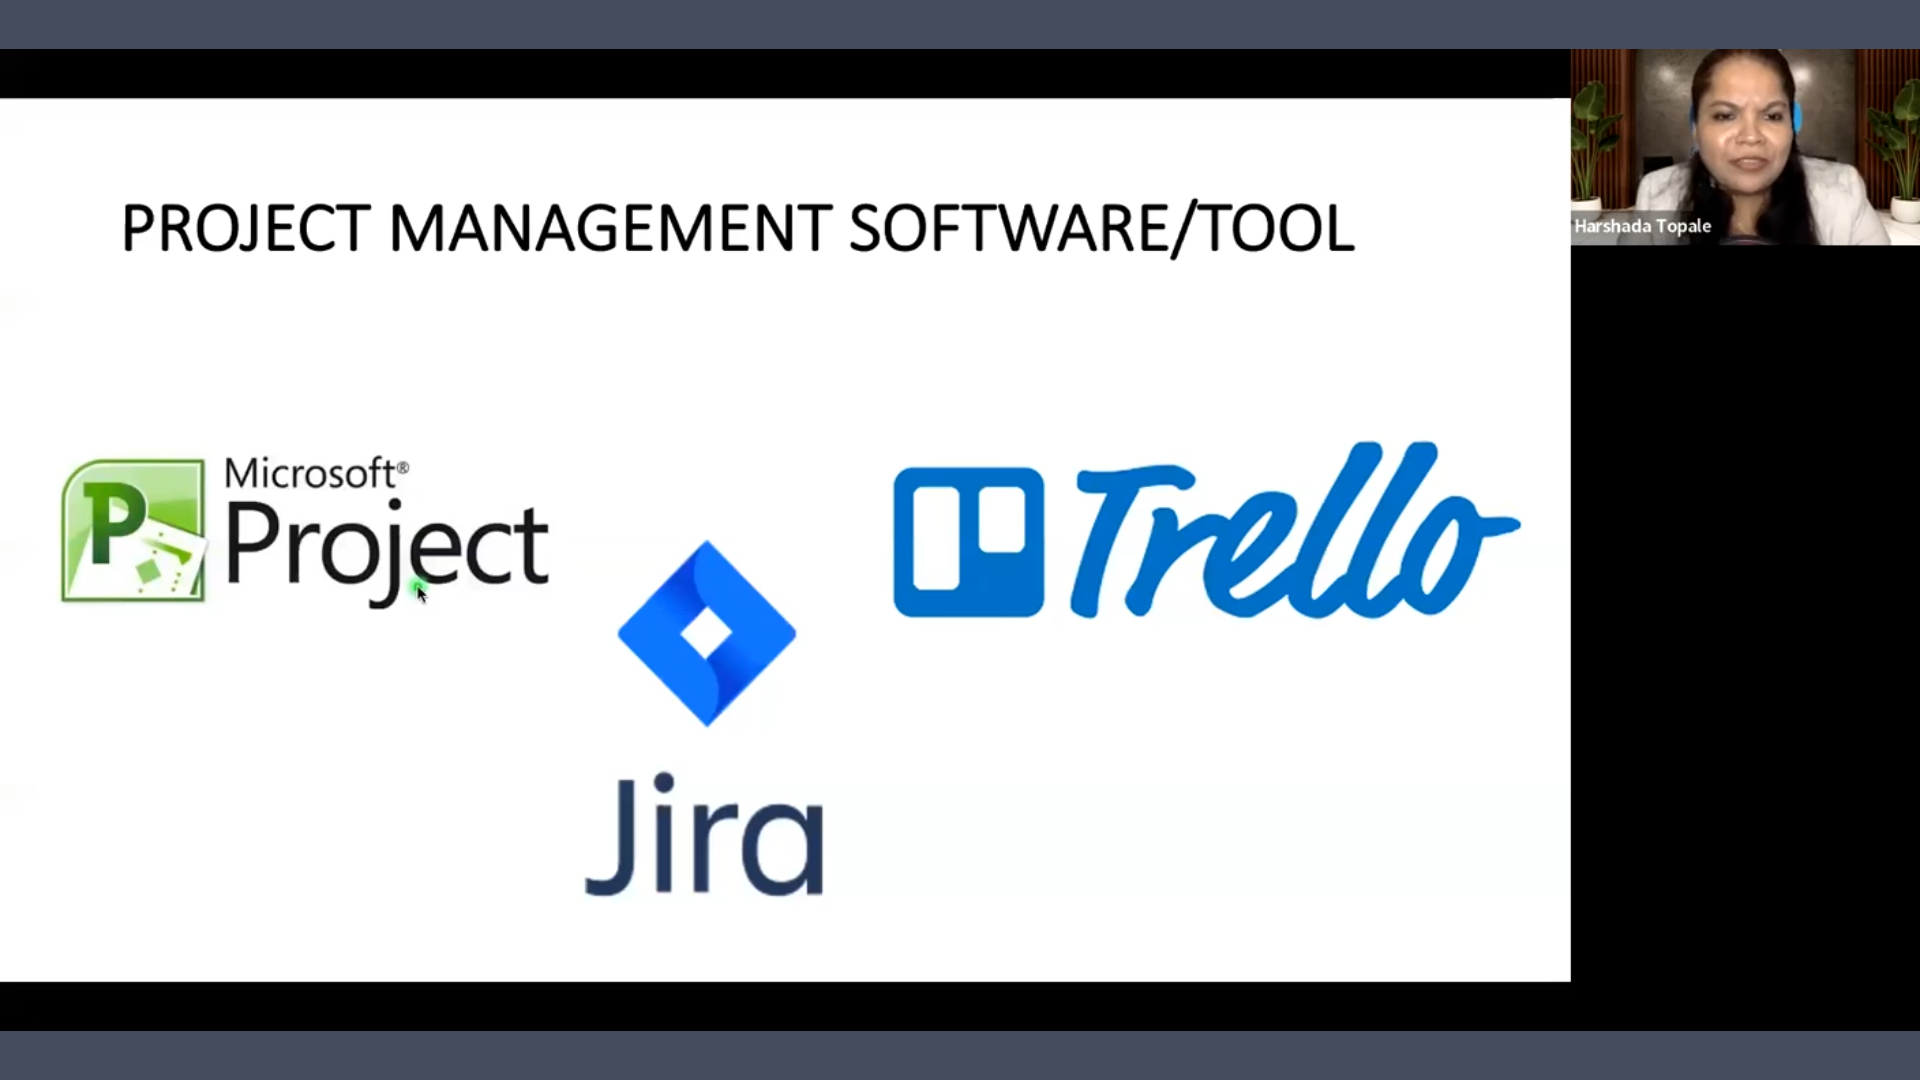 PROJECT MANAGEMENT SOFTWARE/TOOL
Harshada Topale
Microsoft®
Project
Trello
Jira